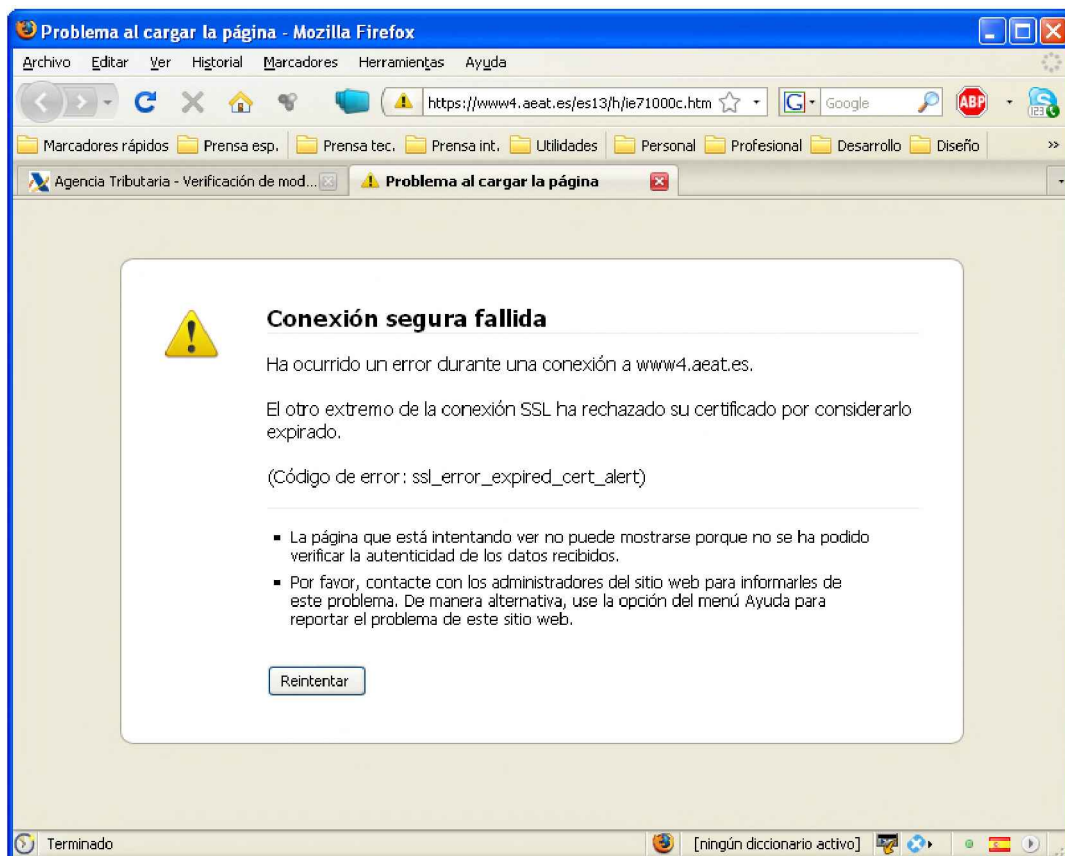 Problema al cargar la página - Mozilla Firefox
Archivo Editar Ver Historial Marcadores Herramientas Ayuda
https://www4.aeat.es/es13/h/ie71000c.htm G Google ABP 123
Marcadores rápidos Prensa esp. Prensa tec. Prensa int. Utilidades Personal Profesional Desarrollo Diseño »
Agencia Tributaria - Verificación de mod... Problema al cargar la página
Conexión segura fallida
Ha ocurrido un error durante una conexión a www4.aeat.es.
El otro extremo de la conexión SSL ha rechazado su certificado por considerarlo
expirado.
(Código de error: ssl_error_expired_cert_alert)
La página que está intentando ver no puede mostrarse porque no se ha podido
verificar la autenticidad de los datos recibidos.
Por favor, contacte con los administradores del sitio web para informarles de
este problema. De manera alternativa, use la opción del menú Ayuda para
reportar el problema de este sitio web.
Reintentar
Terminado [ningún diccionario activo]